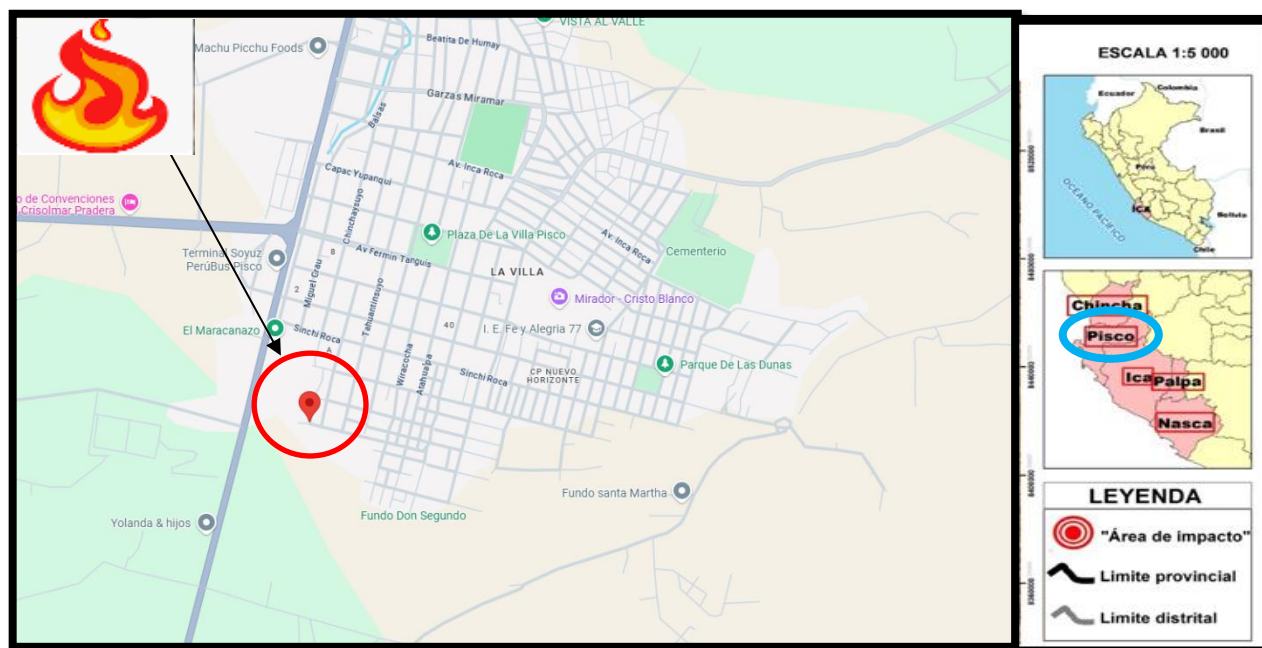 VISTA AL VALLE
Machu Picchu Foods
Beatita De Humay
Garzas Miramar
Balsas
Av. Inca Roca
Capac Yupanqui
o de Convenciones
Crisolmar Pradera
Chinchaysuyo
Plaza De La Villa Pisco
Av. Inca Roca
Cementerio
Terminal Soyuz
PerúBus Pisco
8
Av Fermin Tanguis
LA VILLA
Miguel Grau
2
Tahuantinsuyo
Mirador - Cristo Blanco
El Maracanazo
Sinchi Roca
40
I. E. Fe y Alegria 77
A
Wiracocha
Atahualpa
Sinchi Roca
CP NUEVO
HORIZONTE
Parque De Las Dunas
Fundo santa Martha
Fundo Don Segundo
Yolanda & hijos
ESCALA 1:5 000
Ecuador
Colombia
Brasil
Perú
OCEANO PACIFICO
ICA
Bolivia
Chile
Chincha
Pisco
Ica
Palpa
Nasca
8520000
8480000
8440000
8400000
8360000
LEYENDA
"Área de impacto"
Limite provincial
Limite distrital